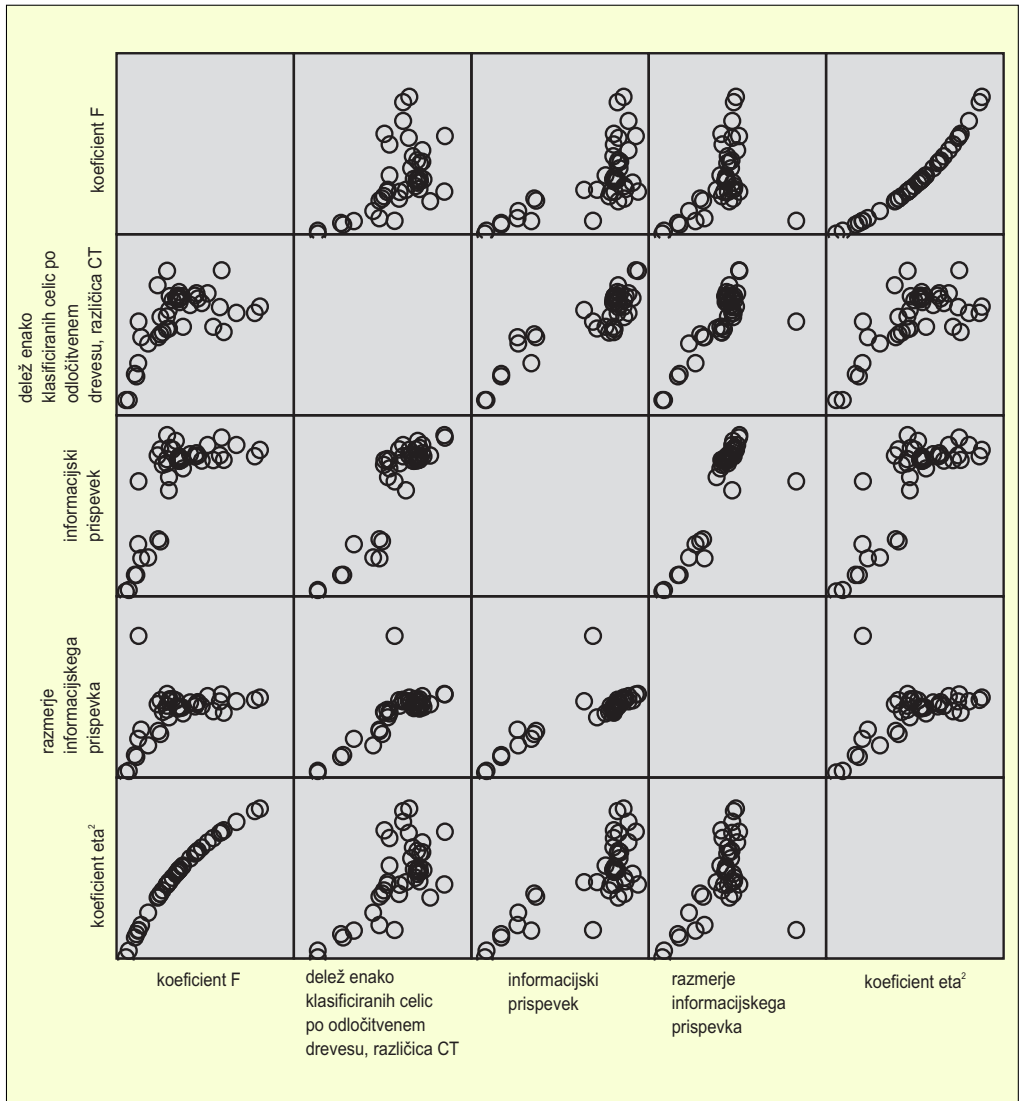 koeficient F
delež enako
klasificiranih celic po
odločitvenem
drevesu, različica CT
informacijski
prispevek
razmerje
informacijskega
prispevka
koeficient eta²
koeficient F
delež enako
klasificiranih celic
po odločitvenem
drevesu, različica CT
informacijski
prispevek
razmerje
informacijskega
prispevka
koeficient eta²